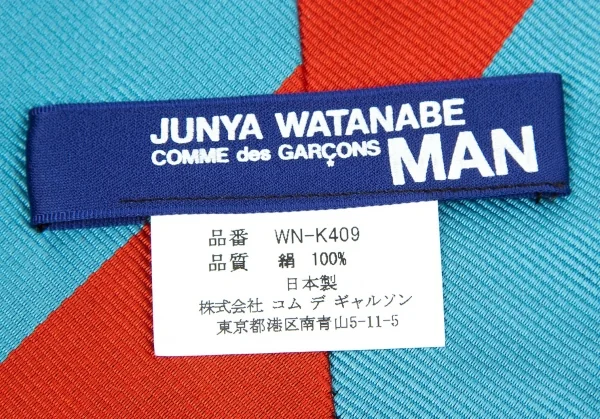 JUNYA WATANABE
COMME des GARÇONS MAN
品番 WN-K409
品質 絹 100%
日本製
株式会社 コム デ ギャルソン
東京都港区南青山5-11-5